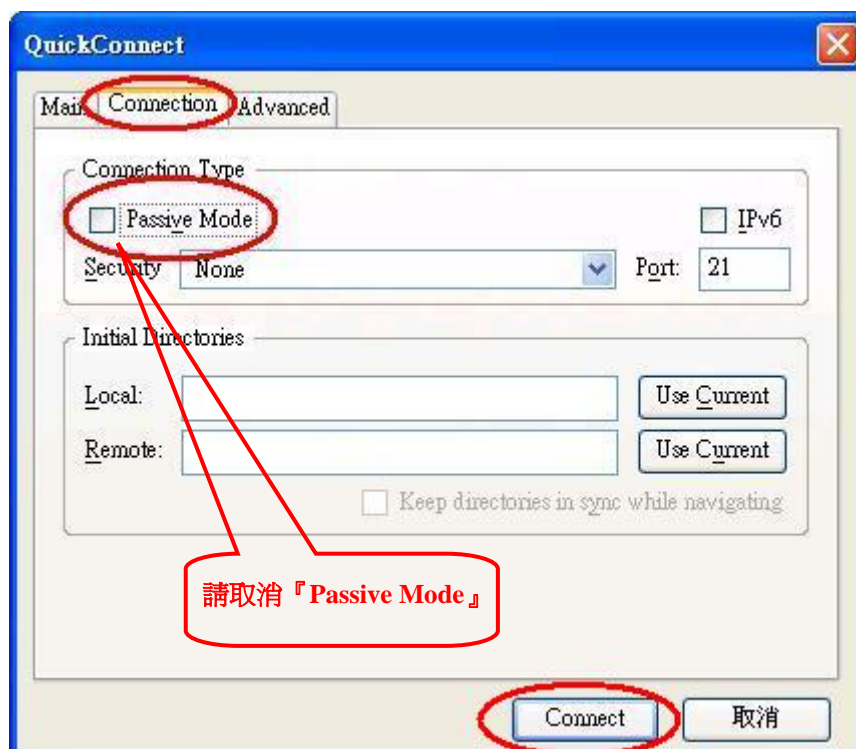 QuickConnect
Main Connection Advanced
Connection Type
Passive Mode IPv6
Security None Port: 21
Initial Directories
Local: Use Current
Remote: Use Current
Keep directories in sync while navigating
請取消『Passive Mode』
Connect 取消